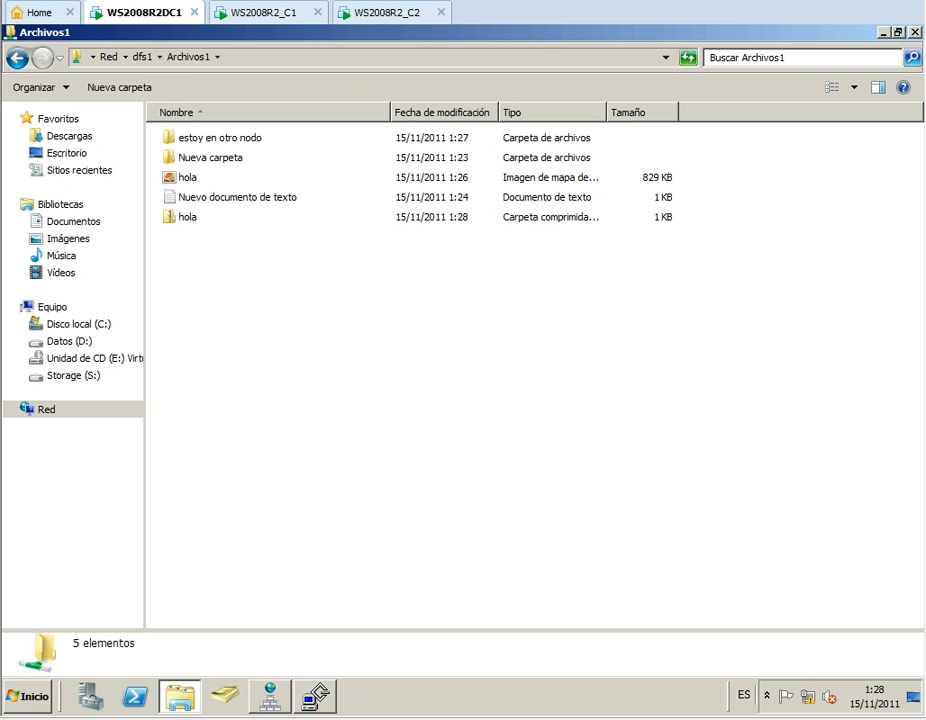 Home WS2008R2DC1 WS2008R2_C1 WS2008R2_C2
Archivos1
Red dfs1 Archivos1 Buscar Archivos1
Organizar Nueva carpeta
Nombre Fecha de modificación Tipo Tamaño
Favoritos
Descargas
Escritorio
Sitios recientes
Bibliotecas
Documentos
Imágenes
Música
Vídeos
Equipo
Disco local (C:)
Datos (D:)
Unidad de CD (E:) Virtu
Storage (S:)
Red
estoy en otro nodo 15/11/2011 1:27 Carpeta de archivos
Nueva carpeta 15/11/2011 1:23 Carpeta de archivos
hola 15/11/2011 1:26 Imagen de mapa de... 829 KB
Nuevo documento de texto 15/11/2011 1:24 Documento de texto 1 KB
hola 15/11/2011 1:28 Carpeta comprimida... 1 KB
5 elementos
Inicio ES 1:28
15/11/2011